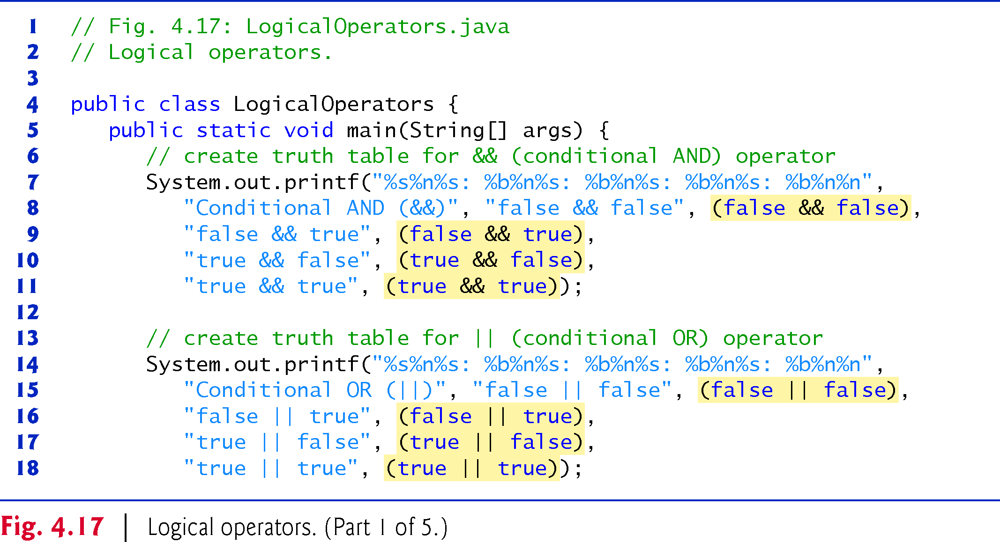 1 // Fig. 4.17: LogicalOperators.java
2 // Logical operators.
3
4 public class LogicalOperators {
5    public static void main(String[] args) {
6       // create truth table for && (conditional AND) operator
7       System.out.printf("%s%n%s: %b%n%s: %b%n%s: %b%n%s: %b%n%n",
8          "Conditional AND (&&)", "false && false", (false && false),
9          "false && true", (false && true),
10          "true && false", (true && false),
11          "true && true", (true && true));
12
13       // create truth table for || (conditional OR) operator
14       System.out.printf("%s%n%s: %b%n%s: %b%n%s: %b%n%s: %b%n%n",
15          "Conditional OR (||)", "false || false", (false || false),
16          "false || true", (false || true),
17          "true || false", (true || false),
18          "true || true", (true || true));
Fig. 4.17 | Logical operators. (Part 1 of 5.)